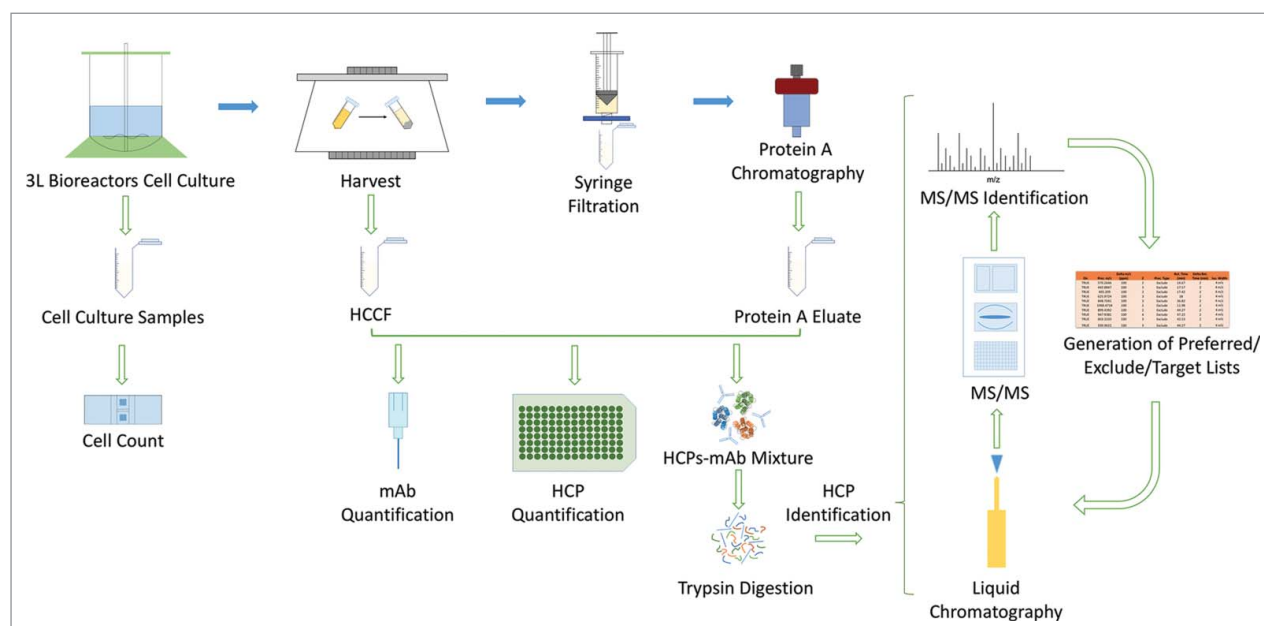 3L Bioreactors Cell Culture
Harvest
Syringe
Filtration
Protein A
Chromatography
Cell Culture Samples
HCCF
Protein A Eluate
Cell Count
mAb
Quantification
HCP
Quantification
HCPs-mAb Mixture
Trypsin Digestion
HCP
Identification
m/z
MS/MS Identification
MS/MS
Liquid
Chromatography
Generation of Preferred/
Exclude/Target Lists